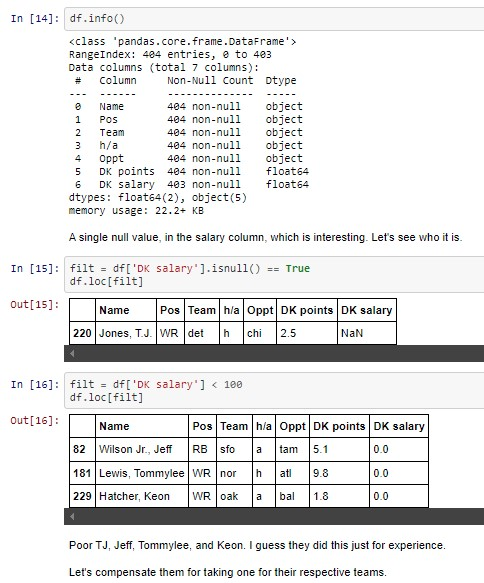 In [14]: df.info()
<class 'pandas.core.frame.DataFrame'>
RangeIndex: 404 entries, 0 to 403
Data columns (total 7 columns):
# Column Non-Null Count Dtype
--- ------ -------------- -----
0 Name 404 non-null object
1 Pos 404 non-null object
2 Team 404 non-null object
3 h/a 404 non-null object
4 Oppt 404 non-null object
5 DK points 404 non-null float64
6 DK salary 403 non-null float64
dtypes: float64(2), object(5)
memory usage: 22.2+ KB
A single null value, in the salary column, which is interesting. Let's see who it is.
In [15]: filt = df['DK salary'].isnull() == True
df.loc[filt]
Out[15]:
Name Pos Team h/a Oppt DK points DK salary
220 Jones, T.J. WR det h chi 2.5 NaN
In [16]: filt = df['DK salary'] < 100
df.loc[filt]
Out[16]:
Name Pos Team h/a Oppt DK points DK salary
82 Wilson Jr., Jeff RB sfo a tam 5.1 0.0
181 Lewis, Tommylee WR nor h atl 9.8 0.0
229 Hatcher, Keon WR oak a bal 1.8 0.0
Poor TJ, Jeff, Tommylee, and Keon. I guess they did this just for experience.
Let's compensate them for taking one for their respective teams.